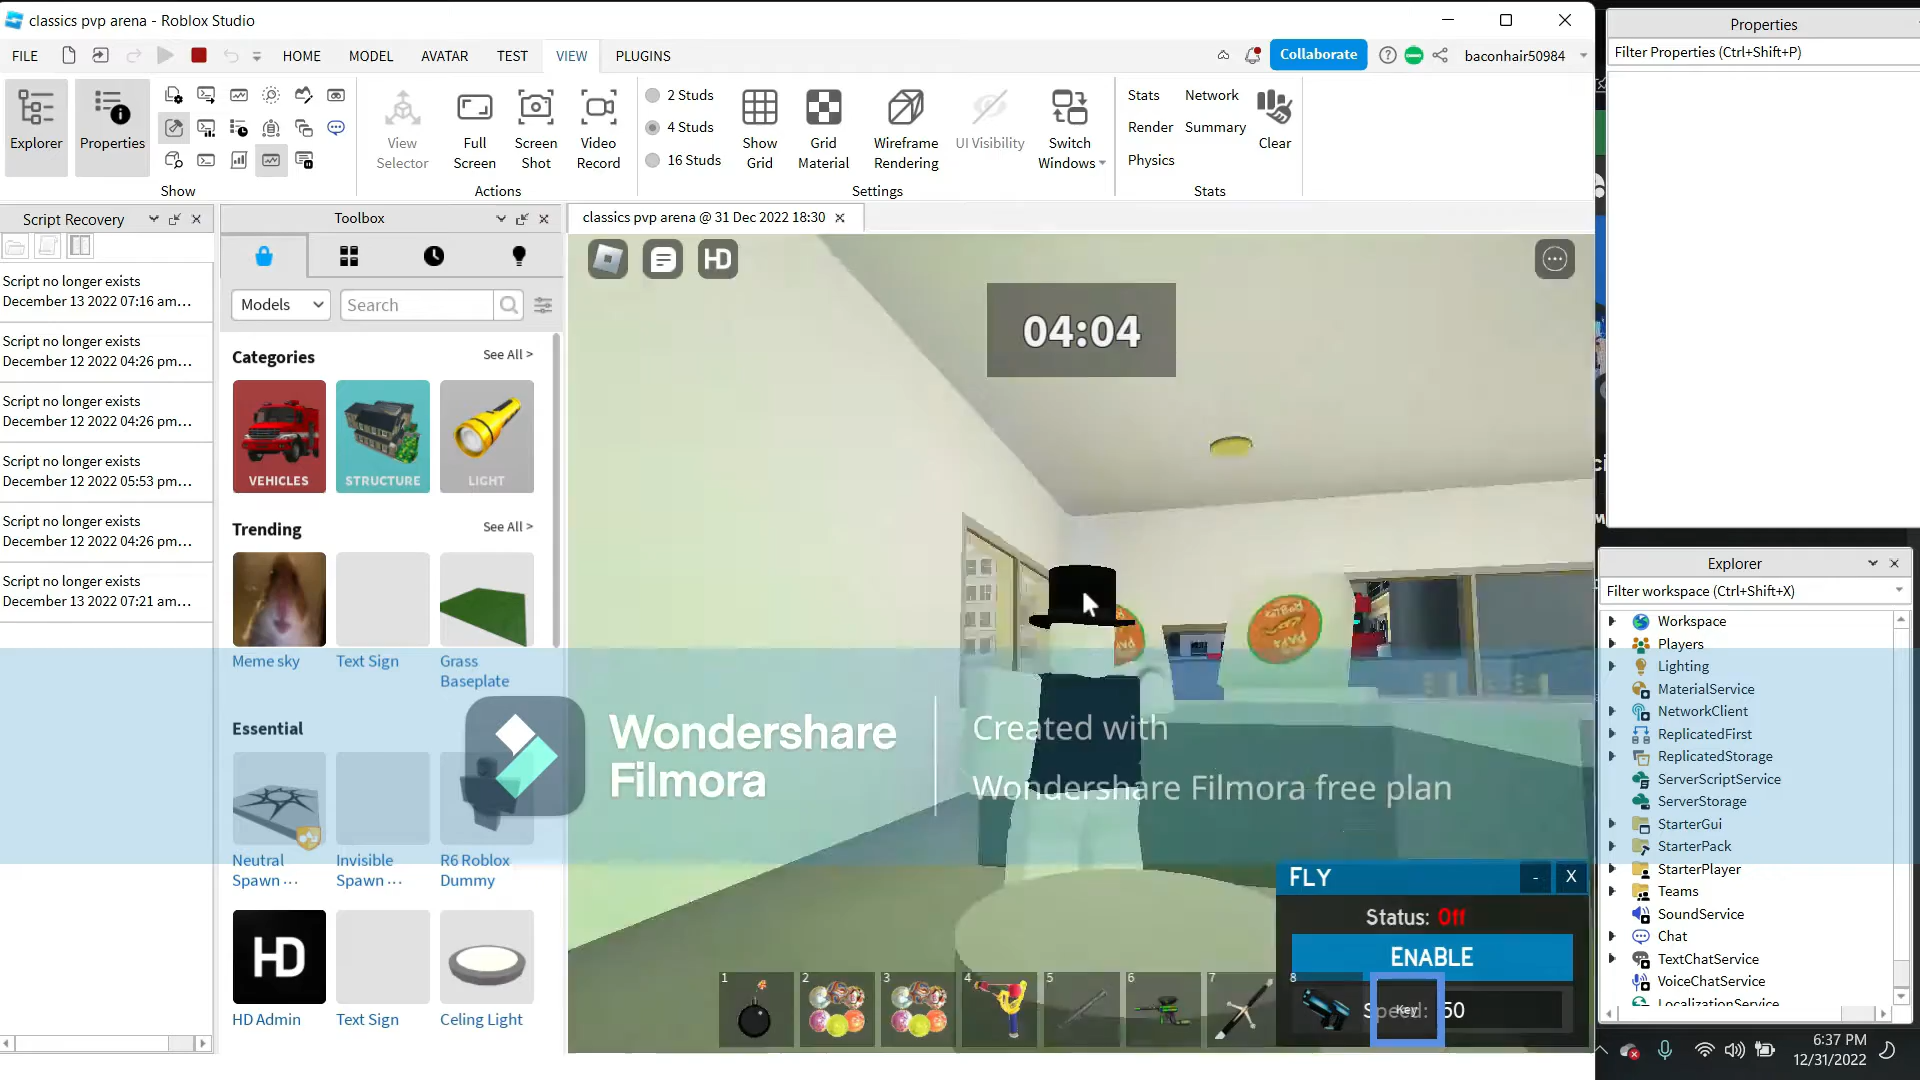 classics pvp arena - Roblox Studio
FILE
HOME
MODEL
AVATAR
TEST
VIEW
PLUGINS
Collaborate
baconhair50984
Explorer
Properties
View
Selector
Full
Screen
Screen
Shot
Video
Record
2 Studs
4 Studs
16 Studs
Show
Grid
Grid
Material
Wireframe
Rendering
UI Visibility
Switch
Windows
Stats
Network
Render
Summary
Physics
Clear
Show
Actions
Settings
Stats
Script Recovery
Script no longer exists
December 13 2022 07:16 am...
Script no longer exists
December 12 2022 04:26 pm...
Script no longer exists
December 12 2022 04:26 pm...
Script no longer exists
December 12 2022 05:53 pm...
Script no longer exists
December 12 2022 04:26 pm...
Script no longer exists
December 13 2022 07:21 am...
Toolbox
Models
Search
Categories
See All >
VEHICLES
STRUCTURE
LIGHT
Trending
See All >
Meme sky
Text Sign
Grass
Baseplate
Essential
Neutral
Spawn ...
Invisible
Spawn ...
R6 Roblox
Dummy
HD
HD Admin
Text Sign
Celing Light
classics pvp arena @ 31 Dec 2022 18:30
HD
04:04
Wondershare
Filmora
Created with
Wondershare Filmora free plan
FLY
-
X
Status: Off
ENABLE
Speed: 50
Key
1
2
3
4
5
6
7
8
Properties
Filter Properties (Ctrl+Shift+P)
Explorer
Filter workspace (Ctrl+Shift+X)
Workspace
Players
Lighting
MaterialService
NetworkClient
ReplicatedFirst
ReplicatedStorage
ServerScriptService
ServerStorage
StarterGui
StarterPack
StarterPlayer
Teams
SoundService
Chat
TextChatService
VoiceChatService
LocalizationService
6:37 PM
12/31/2022